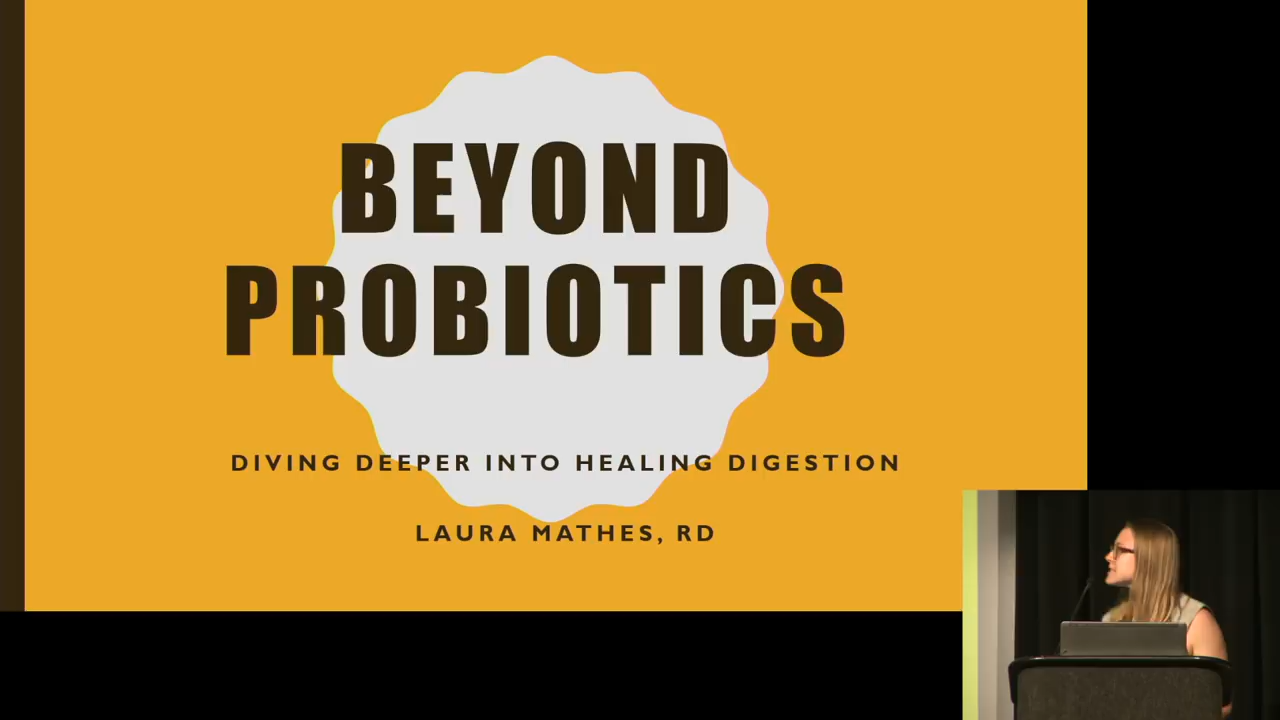 BEYOND
PROBIOTICS
DIVING DEEPER INTO HEALING DIGESTION
LAURA MATHES, RD